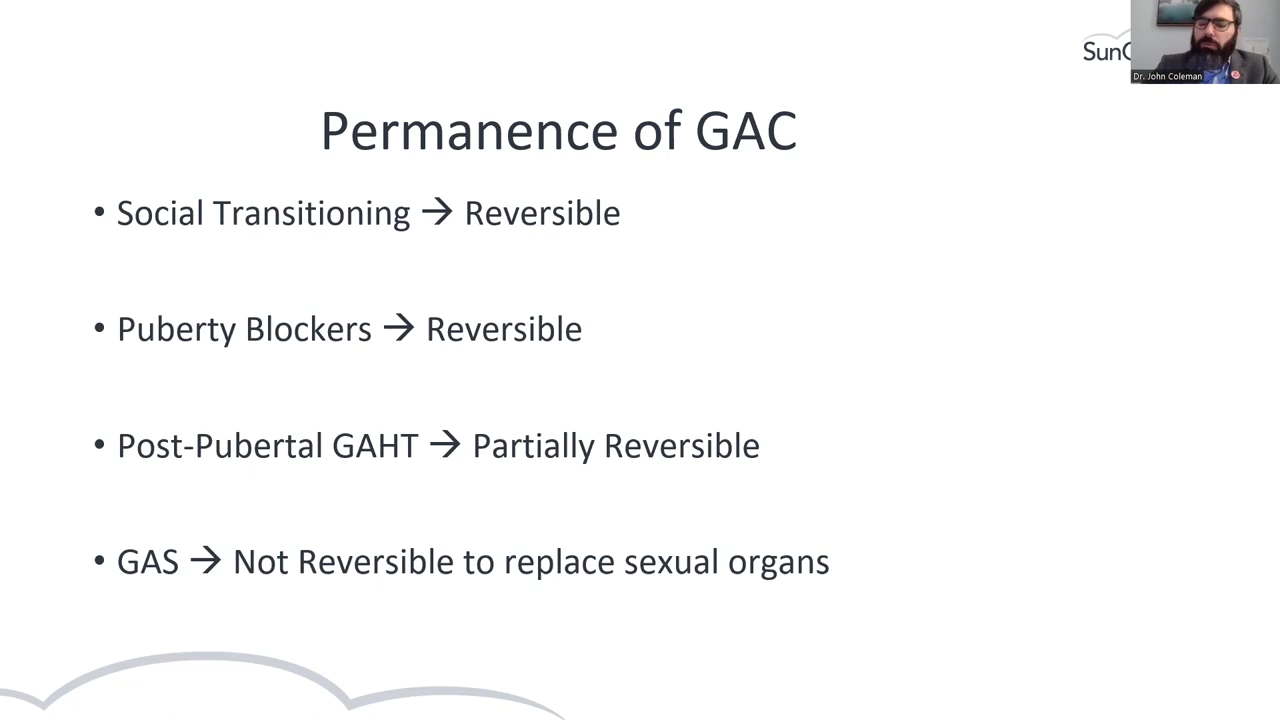 SunC
Dr. John Coleman
Permanence of GAC
• Social Transitioning → Reversible
• Puberty Blockers → Reversible
• Post-Pubertal GAHT → Partially Reversible
• GAS → Not Reversible to replace sexual organs